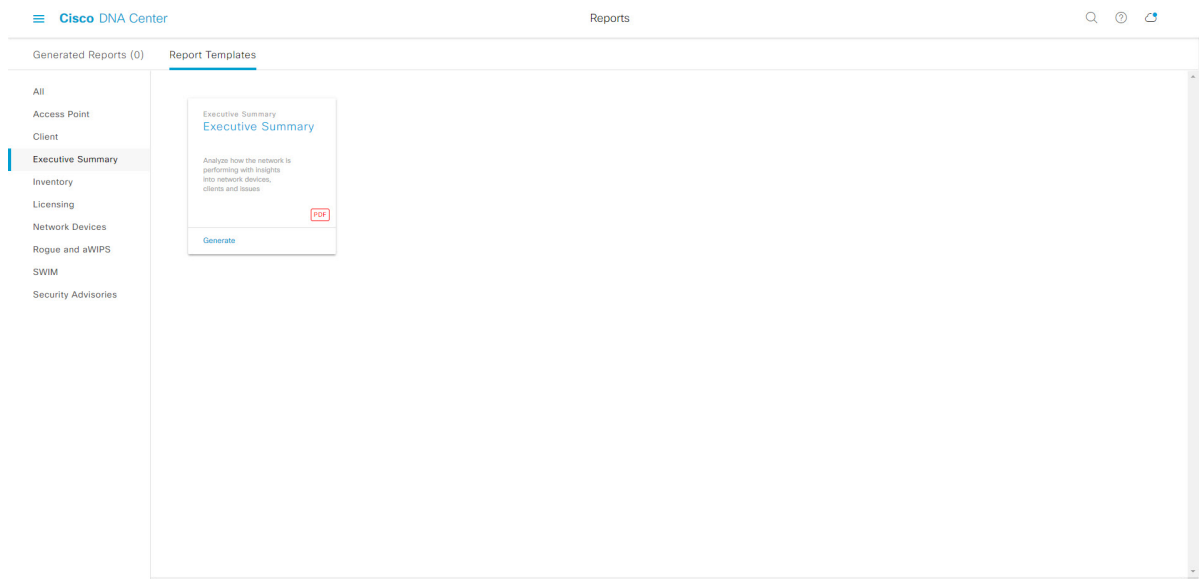 Cisco DNA Center
Reports
Generated Reports (0)
Report Templates
All
Access Point
Client
Executive Summary
Inventory
Licensing
Network Devices
Rogue and aWIPS
SWIM
Security Advisories
Executive Summary
Executive Summary
Analyze how the network is
performing with insights
into network devices,
clients and issues
PDF
Generate